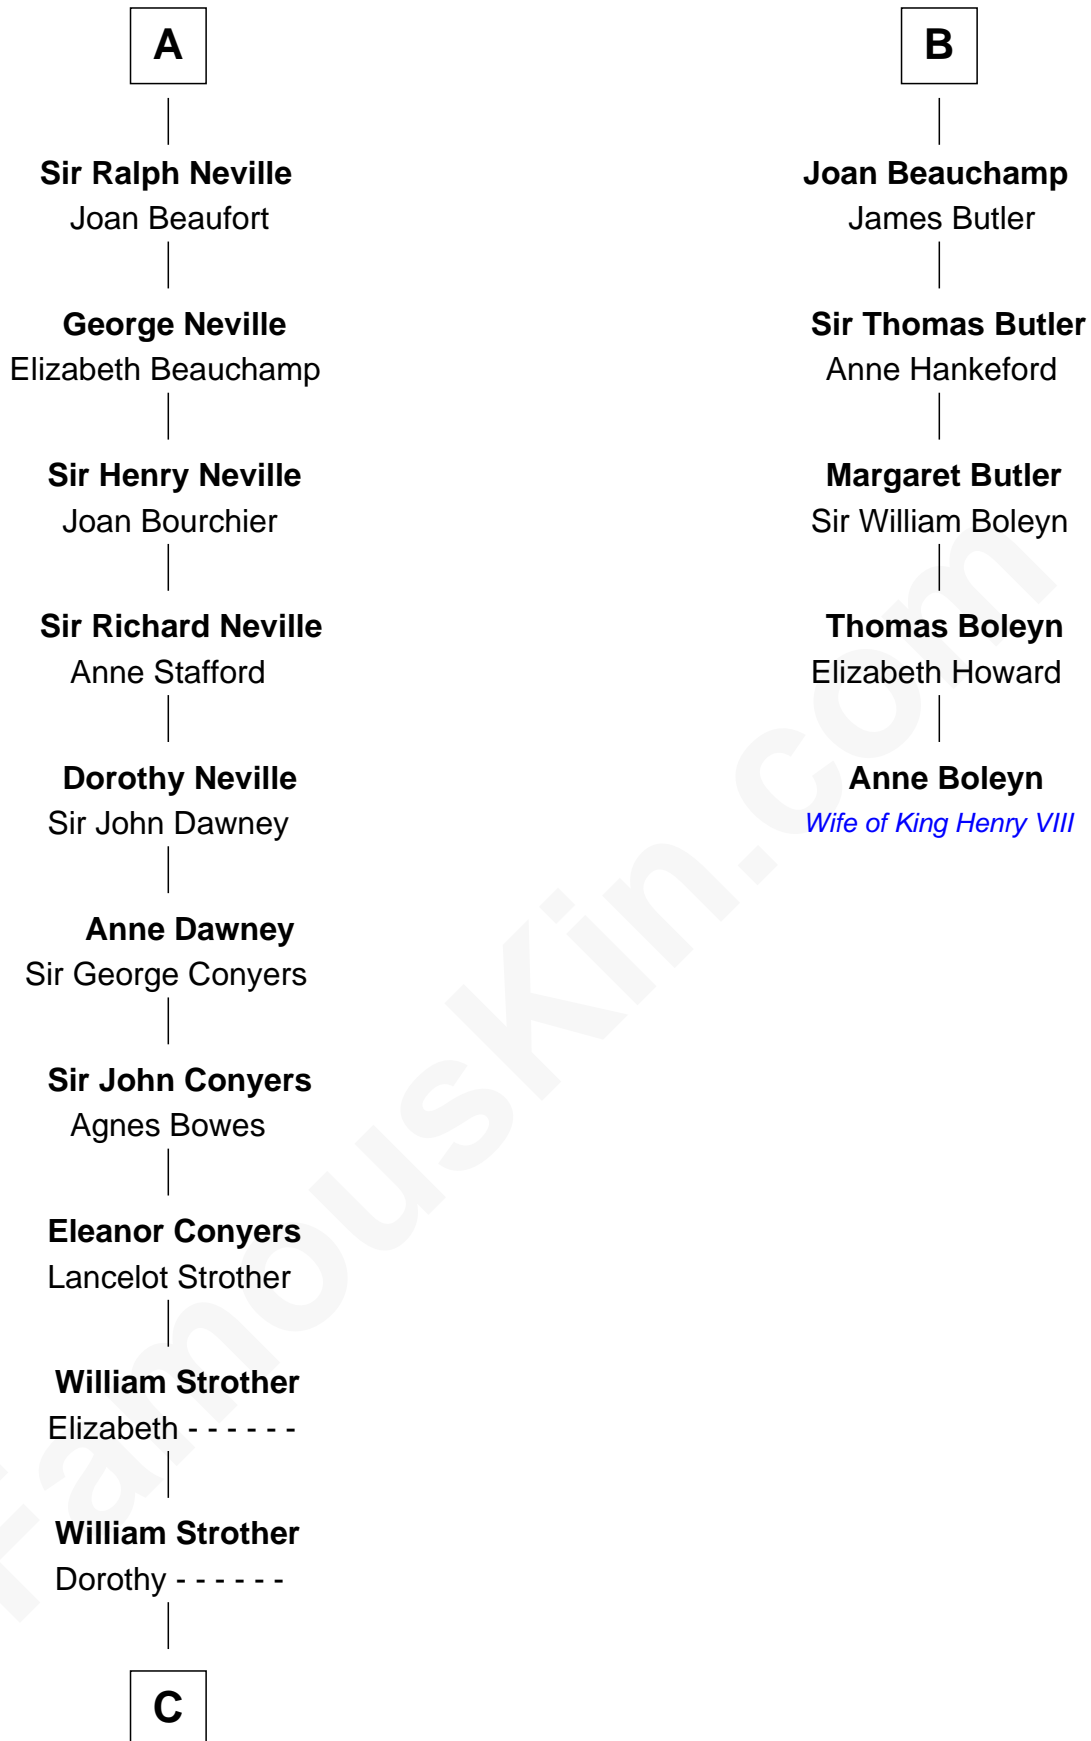 A
Sir Ralph Neville
Joan Beaufort
George Neville
Elizabeth Beauchamp
Sir Henry Neville
Joan Bourchier
Sir Richard Neville
Anne Stafford
Dorothy Neville
Sir John Dawney
Anne Dawney
Sir George Conyers
Sir John Conyers
Agnes Bowes
Eleanor Conyers
Lancelot Strother
William Strother
Elizabeth - - - - - -
William Strother
Dorothy - - - - - -
C
B
Joan Beauchamp
James Butler
Sir Thomas Butler
Anne Hankeford
Margaret Butler
Sir William Boleyn
Thomas Boleyn
Elizabeth Howard
Anne Boleyn
Wife of King Henry VIII
FamousKin.com